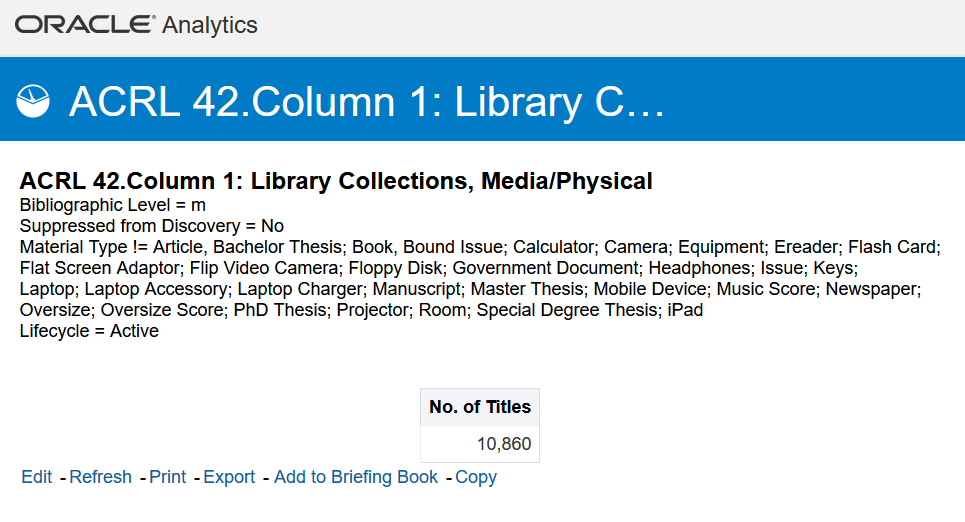 ORACLE® Analytics
ACRL 42.Column 1: Library C...
ACRL 42.Column 1: Library Collections, Media/Physical
Bibliographic Level = m
Suppressed from Discovery = No
Material Type != Article, Bachelor Thesis; Book, Bound Issue; Calculator; Camera; Equipment; Ereader; Flash Card;
Flat Screen Adaptor; Flip Video Camera; Floppy Disk; Government Document; Headphones; Issue; Keys;
Laptop; Laptop Accessory; Laptop Charger; Manuscript; Master Thesis; Mobile Device; Music Score; Newspaper;
Oversize; Oversize Score; PhD Thesis; Projector; Room; Special Degree Thesis; iPad
Lifecycle = Active
No. of Titles
10,860
Edit - Refresh - Print - Export - Add to Briefing Book - Copy